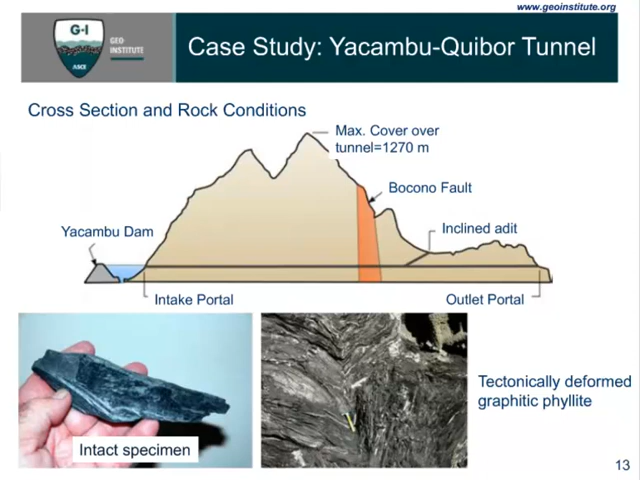 www.geoinstitute.org
G-I
GEO
INSTITUTE
ASCE
Case Study: Yacambu-Quibor Tunnel
Cross Section and Rock Conditions
Max. Cover over
tunnel=1270 m
Bocono Fault
Yacambu Dam
Inclined adit
Intake Portal
Outlet Portal
Tectonically deformed
graphitic phyllite
Intact specimen
13